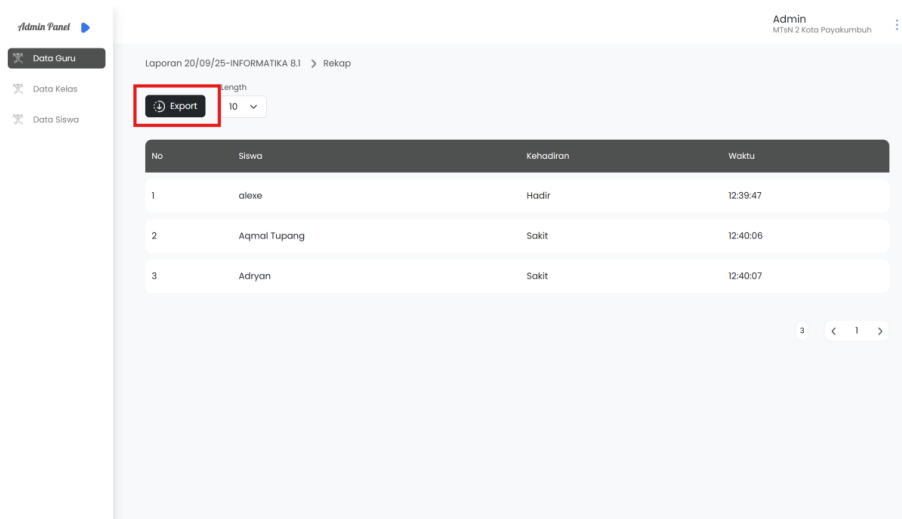 Admin Panel
Admin
MTsN 2 Kota Payakumbuh
Data Guru
Data Kelas
Data Siswa
Laporan 20/09/25-INFORMATIKA 8.1 > Rekap
Length
Export
10
No Siswa Kehadiran Waktu
1 alexe Hadir 12:39:47
2 Aqmal Tupang Sakit 12:40:06
3 Adryan Sakit 12:40:07
3 < 1 >